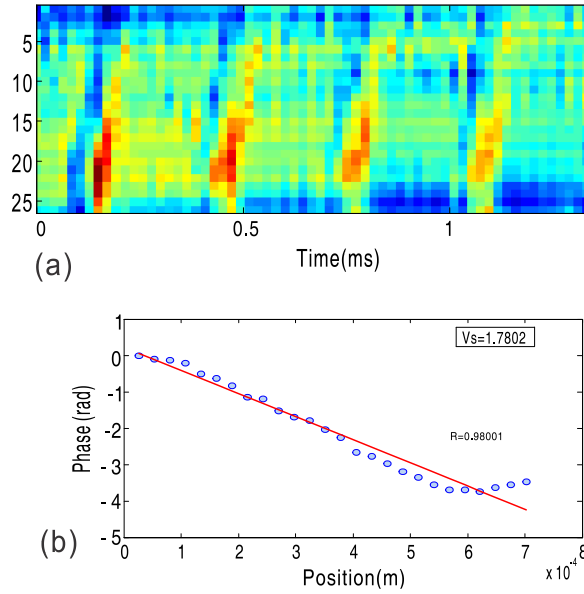 5
10
15
20
25
0 0.5 1
Time(ms)
(a)
1
0
-1
-2
-3
-4
-5
Phase (rad)
Vs=1.7802
R=0.98001
0 1 2 3 4 5 6 7 8
x 10⁻⁴
Position(m)
(b)